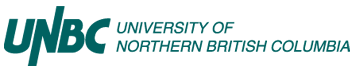 UNBC
UNIVERSITY OF
NORTHERN BRITISH COLUMBIA